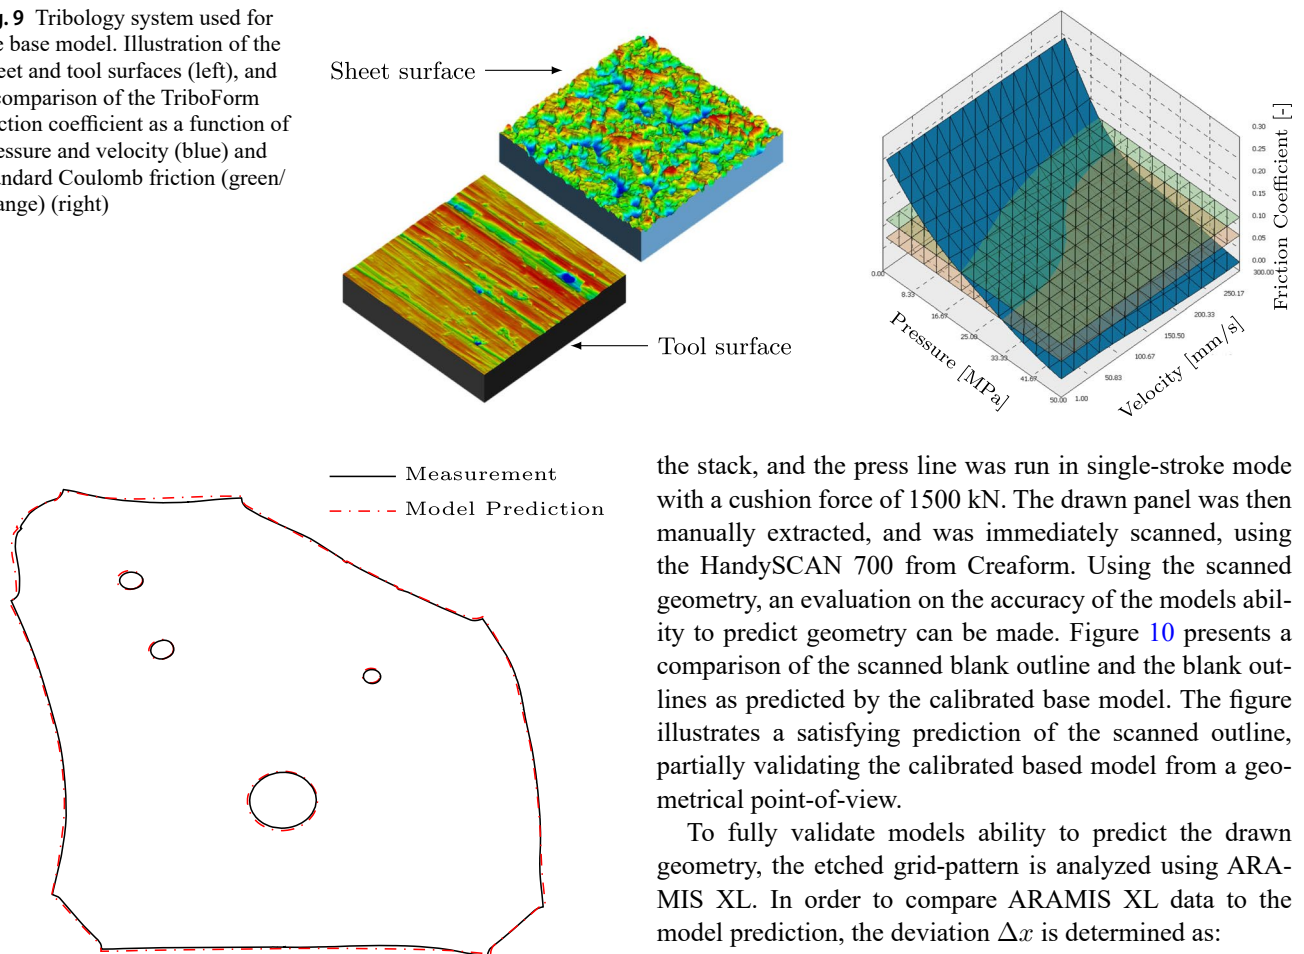 g. 9 Tribology system used for
e base model. Illustration of the
eet and tool surfaces (left), and
comparison of the TriboForm
ction coefficient as a function of
essure and velocity (blue) and
andard Coulomb friction (green/
ange) (right)
Sheet surface
Tool surface
0.30
0.25
0.20
0.15
0.10
0.05
0.00
Friction Coefficient [-]
0.00
8.33
16.67
25.00
33.33
41.67
50.00
Pressure [MPa]
1.00
50.83
100.67
150.50
200.33
250.17
300.00
Velocity [mm/s]
Measurement
Model Prediction
the stack, and the press line was run in single-stroke mode
with a cushion force of 1500 kN. The drawn panel was then
manually extracted, and was immediately scanned, using
the HandySCAN 700 from Creaform. Using the scanned
geometry, an evaluation on the accuracy of the models abil-
ity to predict geometry can be made. Figure 10 presents a
comparison of the scanned blank outline and the blank out-
lines as predicted by the calibrated base model. The figure
illustrates a satisfying prediction of the scanned outline,
partially validating the calibrated based model from a geo-
metrical point-of-view.
To fully validate models ability to predict the drawn
geometry, the etched grid-pattern is analyzed using ARA-
MIS XL. In order to compare ARAMIS XL data to the
model prediction, the deviation Δx is determined as: